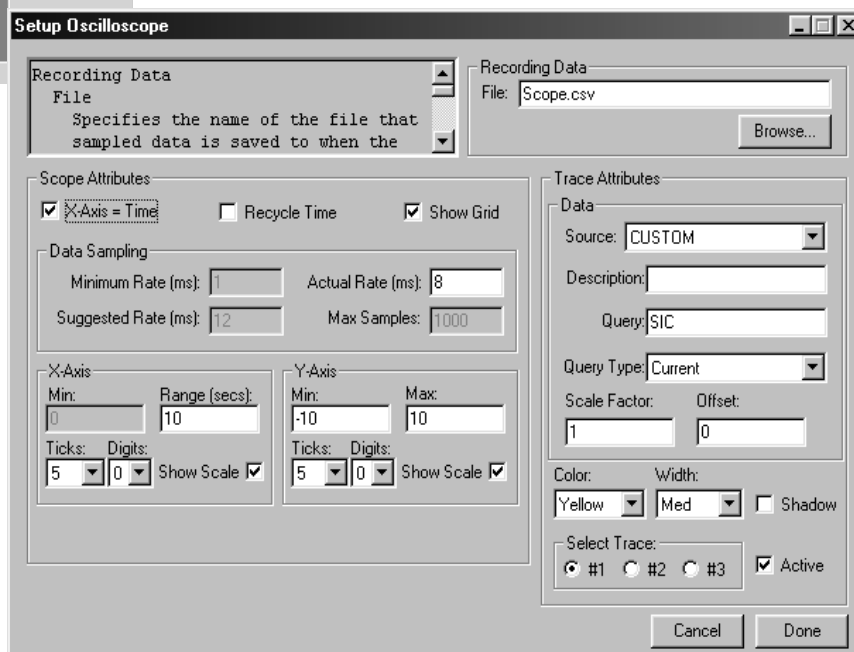 Setup Oscilloscope
Recording Data
File
Specifies the name of the file that
sampled data is saved to when the
Recording Data
File: Scope.csv
Browse...
Scope Attributes
X-Axis = Time
Recycle Time
Show Grid
Data Sampling
Minimum Rate (ms): 1
Actual Rate (ms): 8
Suggested Rate (ms): 12
Max Samples: 1000
X-Axis
Min:
Range (secs):
0
10
Ticks:
Digits:
5
0
Show Scale
Y-Axis
Min:
Max:
-10
10
Ticks:
Digits:
5
0
Show Scale
Trace Attributes
Data
Source: CUSTOM
Description:
Query: SIC
Query Type: Current
Scale Factor:
Offset:
1
0
Color:
Width:
Yellow
Med
Shadow
Select Trace:
#1
#2
#3
Active
Cancel
Done